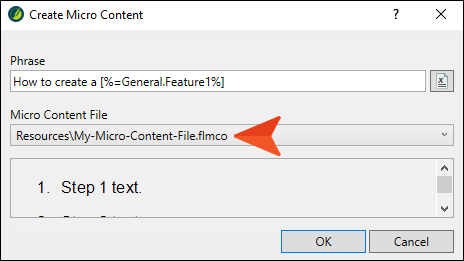 Create Micro Content
Phrase
How to create a [%=General.Feature1%]
Micro Content File
Resources\My-Micro-Content-File.flmco
1. Step 1 text.
OK
Cancel